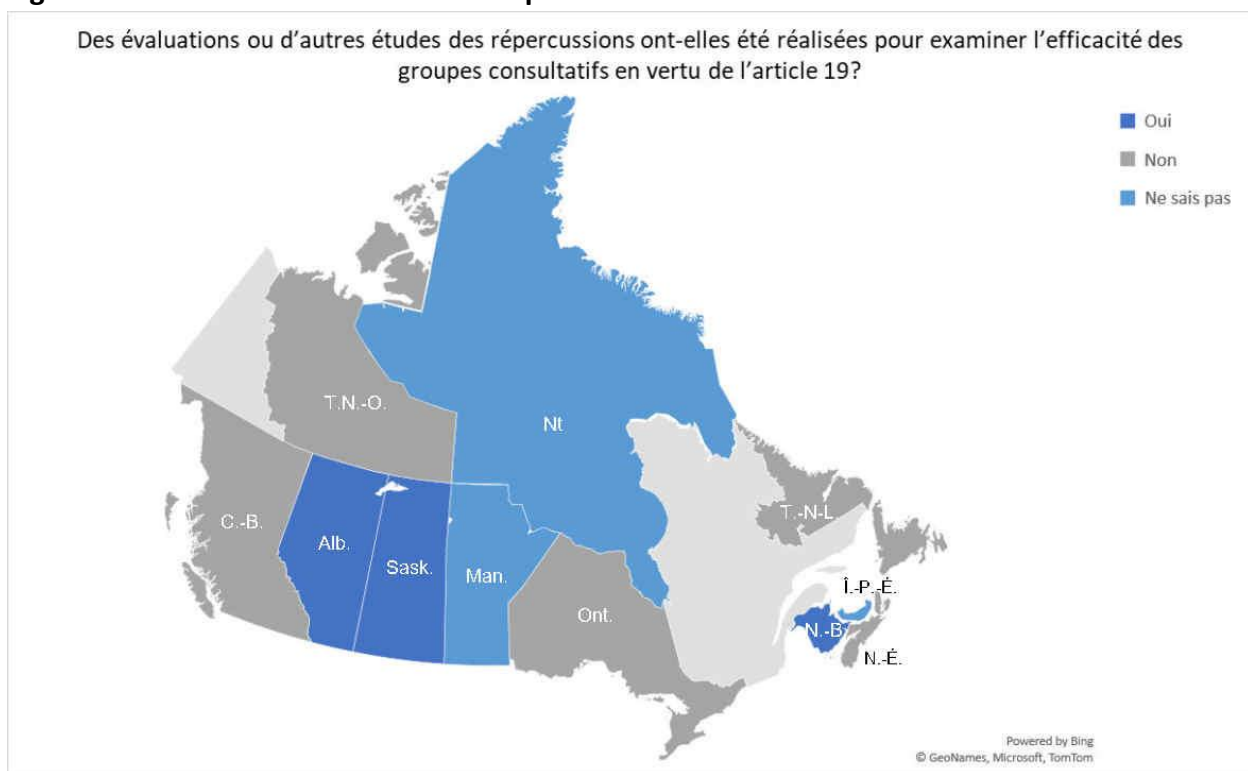 Des évaluations ou d'autres études des répercussions ont-elles été réalisées pour examiner l'efficacité des
groupes consultatifs en vertu de l'article 19?
Oui
Non
Ne sais pas
T.N.-O.
Nt
C.-B.
Alb.
Sask.
Man.
Ont.
T.-N-L.
Î.-P.-É.
N.-B
N.-É.
Powered by Bing
© GeoNames, Microsoft, TomTom